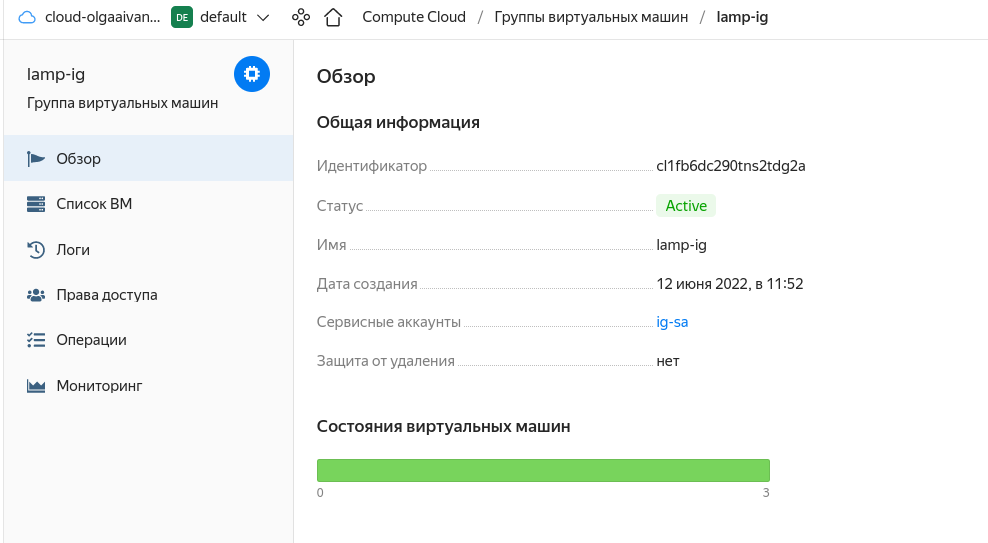 cloud-olgaaivan... DE default Compute Cloud / Группы виртуальных машин / lamp-ig
lamp-ig
Группа виртуальных машин
Обзор
Список ВМ
Логи
Права доступа
Операции
Мониторинг
Обзор
Общая информация
Идентификатор cl1fb6dc290tns2tdg2a
Статус Active
Имя lamp-ig
Дата создания 12 июня 2022, в 11:52
Сервисные аккаунты ig-sa
Защита от удаления нет
Состояния виртуальных машин
0 3